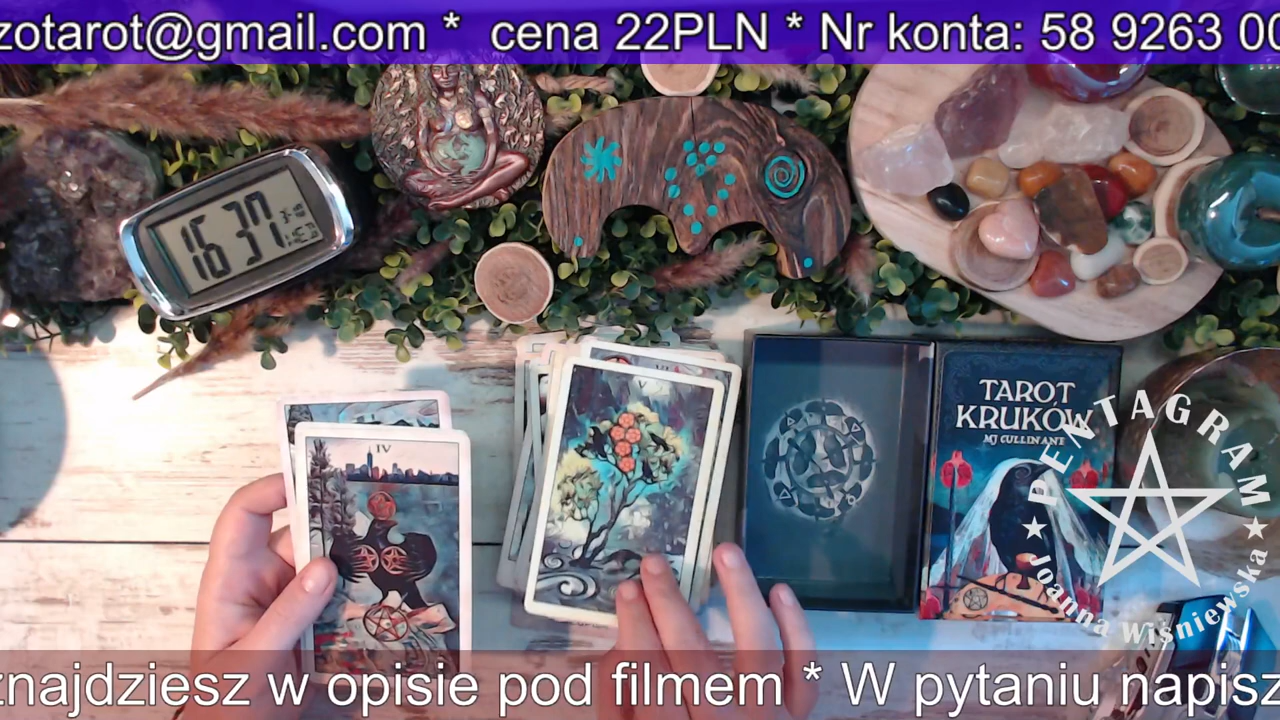 zotarot@gmail.com * cena 22PLN * Nr konta: 58 9263 00
16 37
V
IV
TAROT
KRUKÓW
MJ CULLINANE
PENTAGRAM
★ Joanna Wiśniewska ★
znajdziesz w opisie pod filmem * W pytaniu napisz